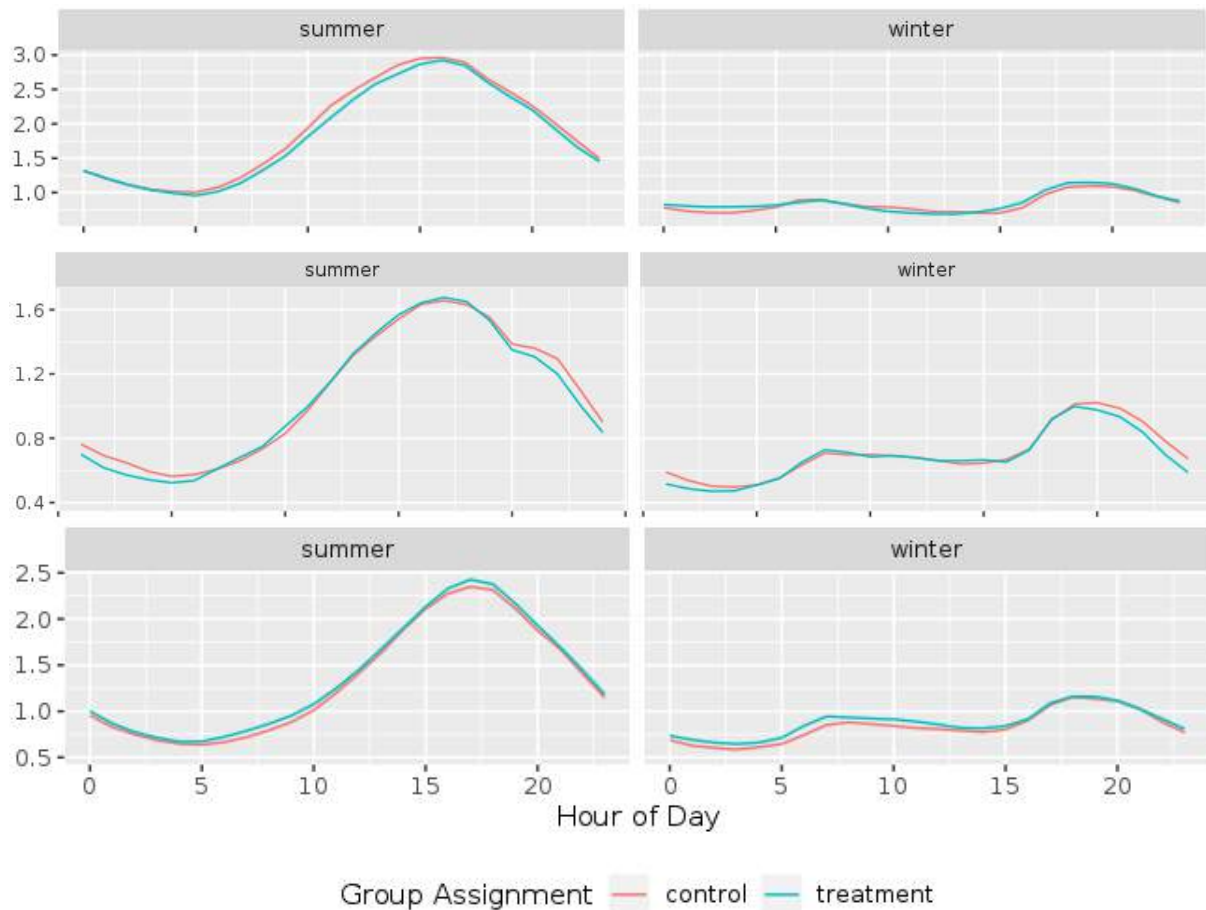 summer winter
3.0
2.5
2.0
1.5
1.0
summer winter
1.6
1.2
0.8
0.4
summer winter
2.5
2.0
1.5
1.0
0.5
0 5 10 15 20 0 5 10 15 20
Hour of Day
Group Assignment control treatment